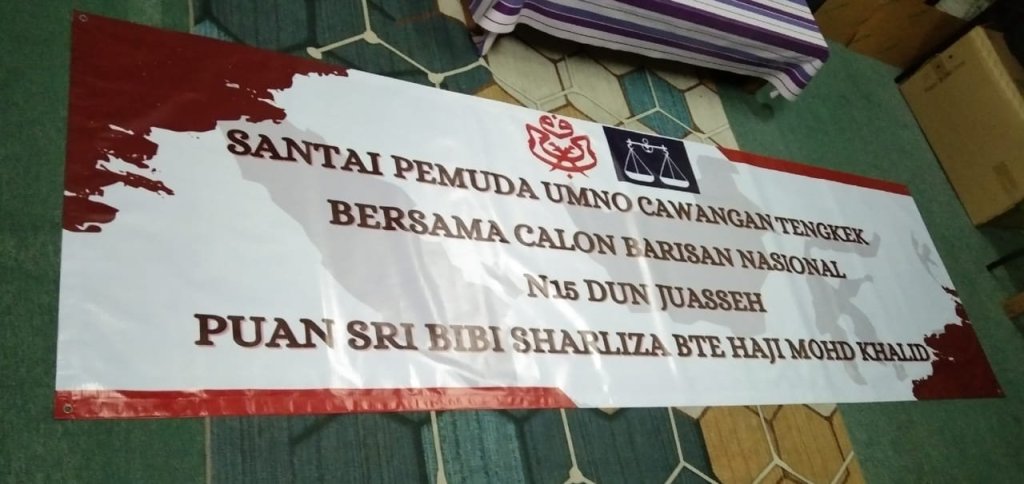 SANTAI PEMUDA UMNO CAWANGAN TENGKEK
BERSAMA CALON BARISAN NASIONAL
N15 DUN JUASSEH
PUAN SRI BIBI SHARLIZA BTE HAJI MOHD KHALID